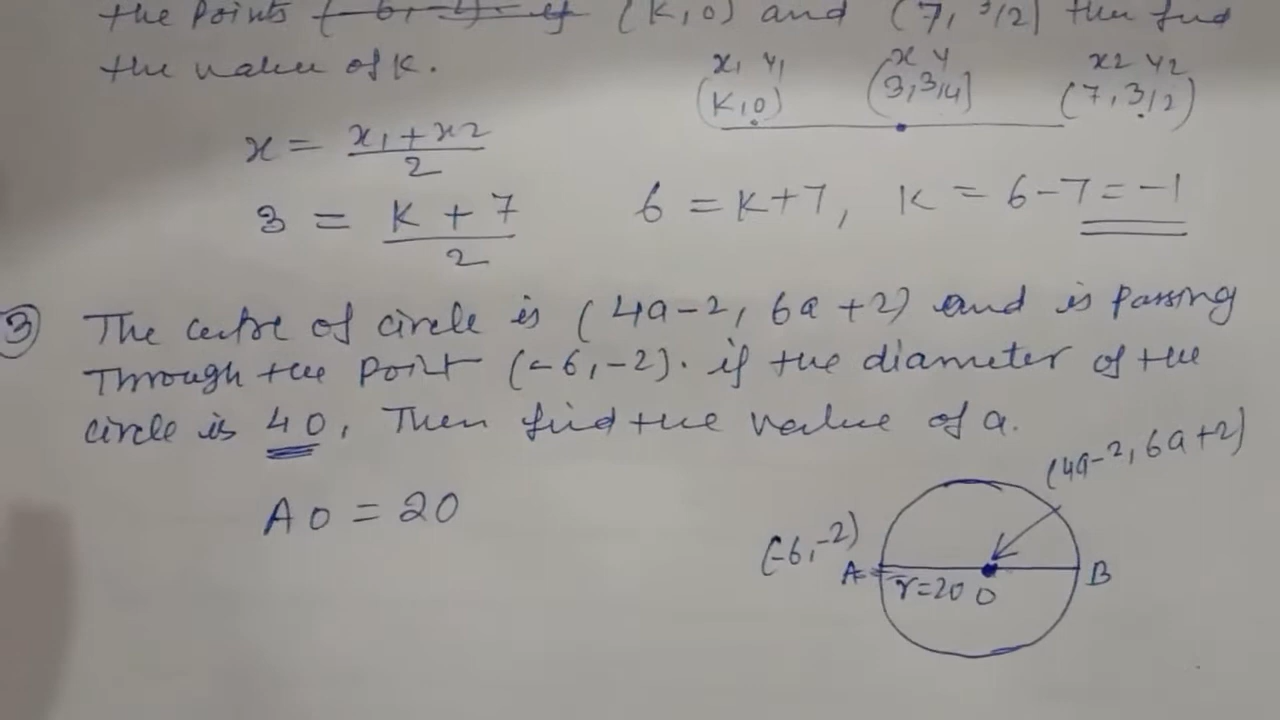 the points (-6,-2). if (K,0) and (7, 3/2) then find
the value of K.
x1 y1 x y x2 y2
(K,0) (3,3/4) (7,3/2)
x = x1+x2/2
3 = K+7/2 6 = K+7, K = 6-7 = -1
3 The centre of circle is (4a-2, 6a+2) and is passing
Through the point (-6,-2). if the diameter of the
circle is 40, Then find the value of a.
(4a-2, 6a+2)
AO = 20
(-6,-2)
A r=20 O B